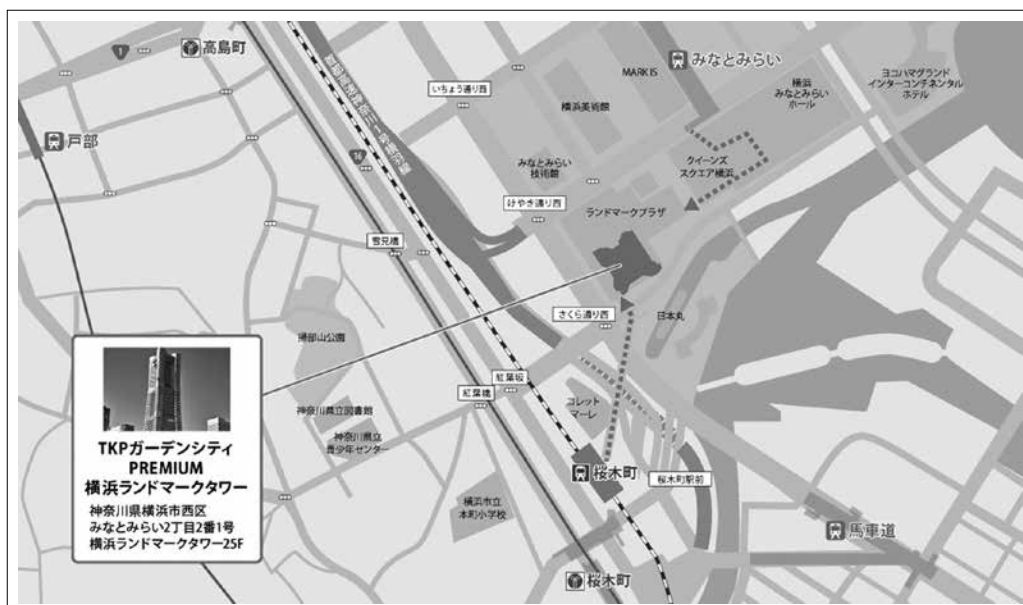 1
高島町
みなとみらい
MARK IS
ヨコハマグランド
インターコンチネンタル
ホテル
横浜
みなとみらい
ホール
いちょう通り西
横浜美術館
戸部
16
みなとみらい
技術館
クイーンズ
スクエア横浜
けやき通り西
ランドマークプラザ
雪見橋
さくら通り西
日本丸
掃部山公園
紅葉坂
紅葉橋
コレット
マーレ
神奈川県立図書館
神奈川県立
青少年センター
桜木町
桜木町駅前
横浜市立
本町小学校
馬車道
桜木町
TKPガーデンシティ
PREMIUM
横浜ランドマークタワー
神奈川県横浜市西区
みなとみらい2丁目2番1号
横浜ランドマークタワー25F